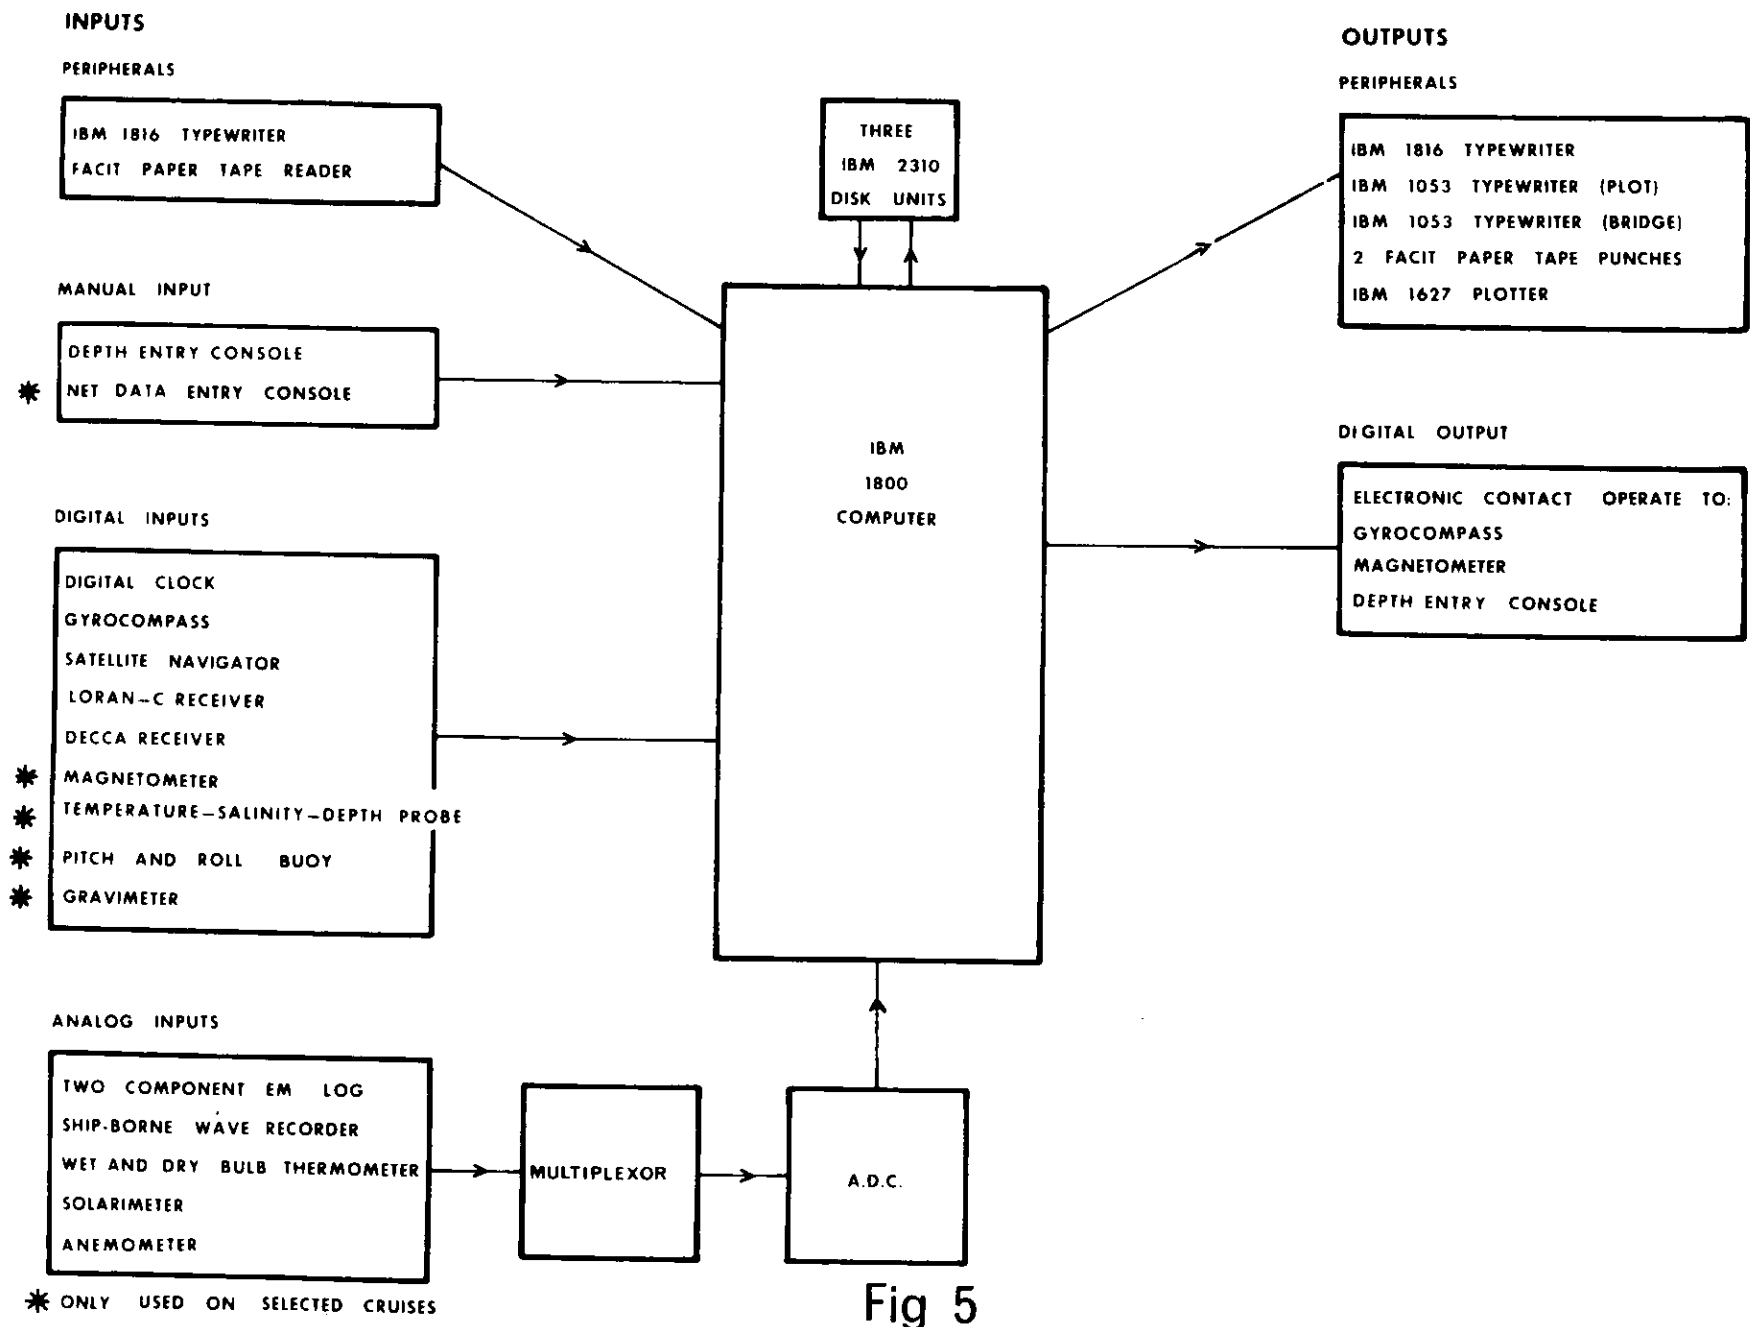 INPUTS
PERIPHERALS
IBM 1816 TYPEWRITER
FACIT PAPER TAPE READER
MANUAL INPUT
DEPTH ENTRY CONSOLE
* NET DATA ENTRY CONSOLE
DIGITAL INPUTS
DIGITAL CLOCK
GYROCOMPASS
SATELLITE NAVIGATOR
LORAN-C RECEIVER
DECCA RECEIVER
* MAGNETOMETER
* TEMPERATURE-SALINITY-DEPTH PROBE
* PITCH AND ROLL BUOY
* GRAVIMETER
ANALOG INPUTS
TWO COMPONENT EM LOG
SHIP-BORNE WAVE RECORDER
WET AND DRY BULB THERMOMETER
SOLARIMETER
ANEMOMETER
* ONLY USED ON SELECTED CRUISES
MULTIPLEXOR
A.D.C.
THREE
IBM 2310
DISK UNITS
IBM
1800
COMPUTER
OUTPUTS
PERIPHERALS
IBM 1816 TYPEWRITER
IBM 1053 TYPEWRITER (PLOT)
IBM 1053 TYPEWRITER (BRIDGE)
2 FACIT PAPER TAPE PUNCHES
IBM 1627 PLOTTER
DIGITAL OUTPUT
ELECTRONIC CONTACT OPERATE TO:
GYROCOMPASS
MAGNETOMETER
DEPTH ENTRY CONSOLE
Fig 5